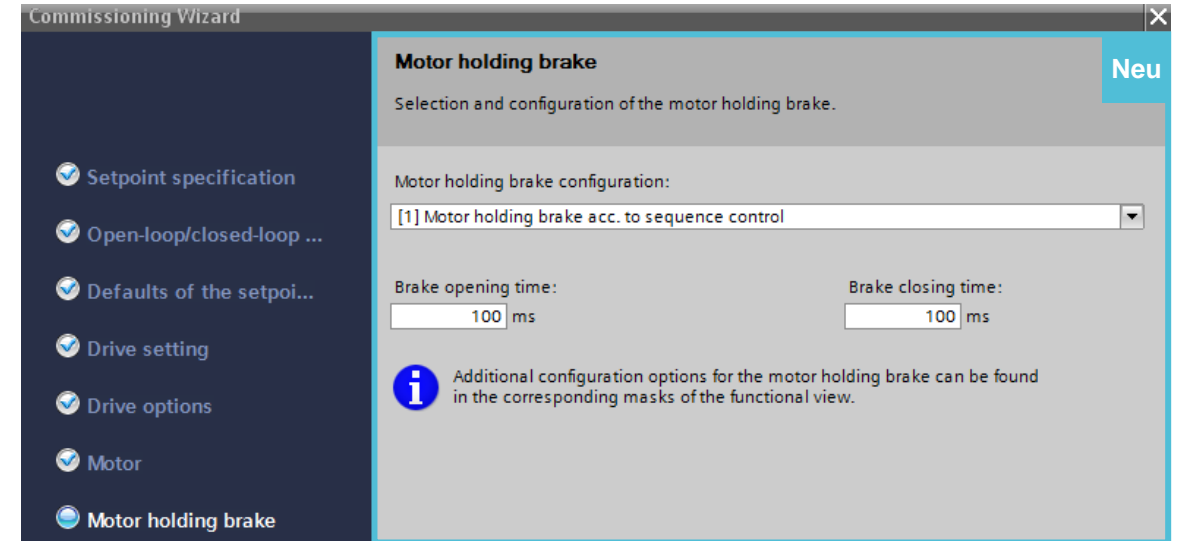 Commissioning Wizard
Motor holding brake
Neu
Selection and configuration of the motor holding brake.
Setpoint specification
Open-loop/closed-loop ...
Defaults of the setpoi...
Drive setting
Drive options
Motor
Motor holding brake
Motor holding brake configuration:
[1] Motor holding brake acc. to sequence control
Brake opening time:
100 ms
Brake closing time:
100 ms
Additional configuration options for the motor holding brake can be found
in the corresponding masks of the functional view.